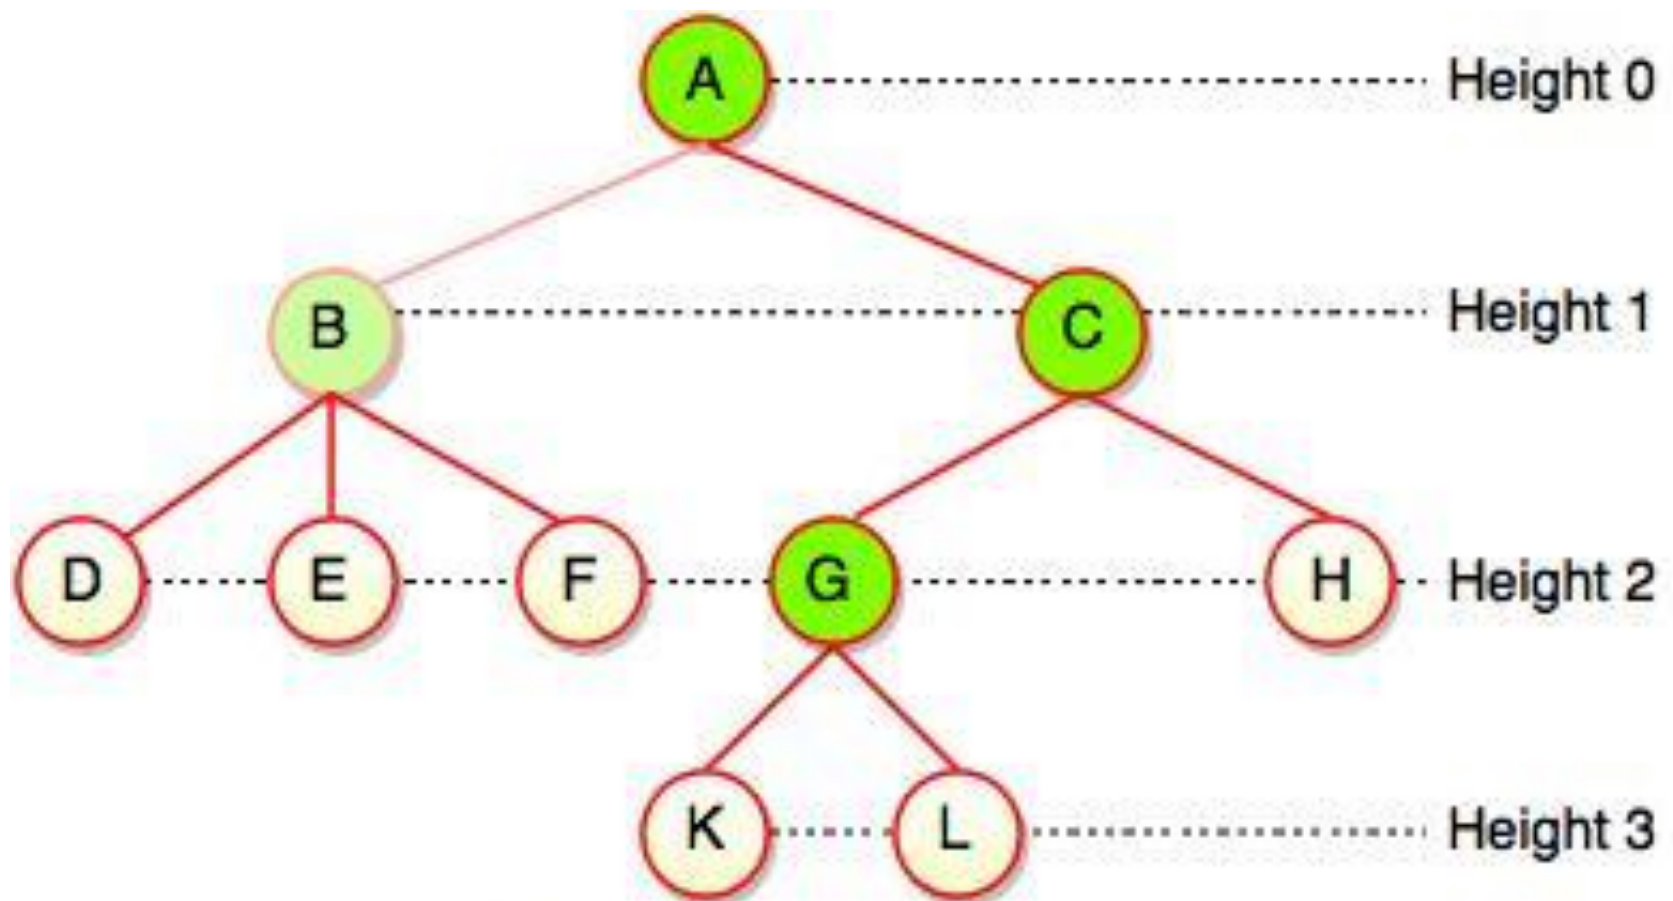 A Height 0
B C Height 1
D E F G H Height 2
K L Height 3